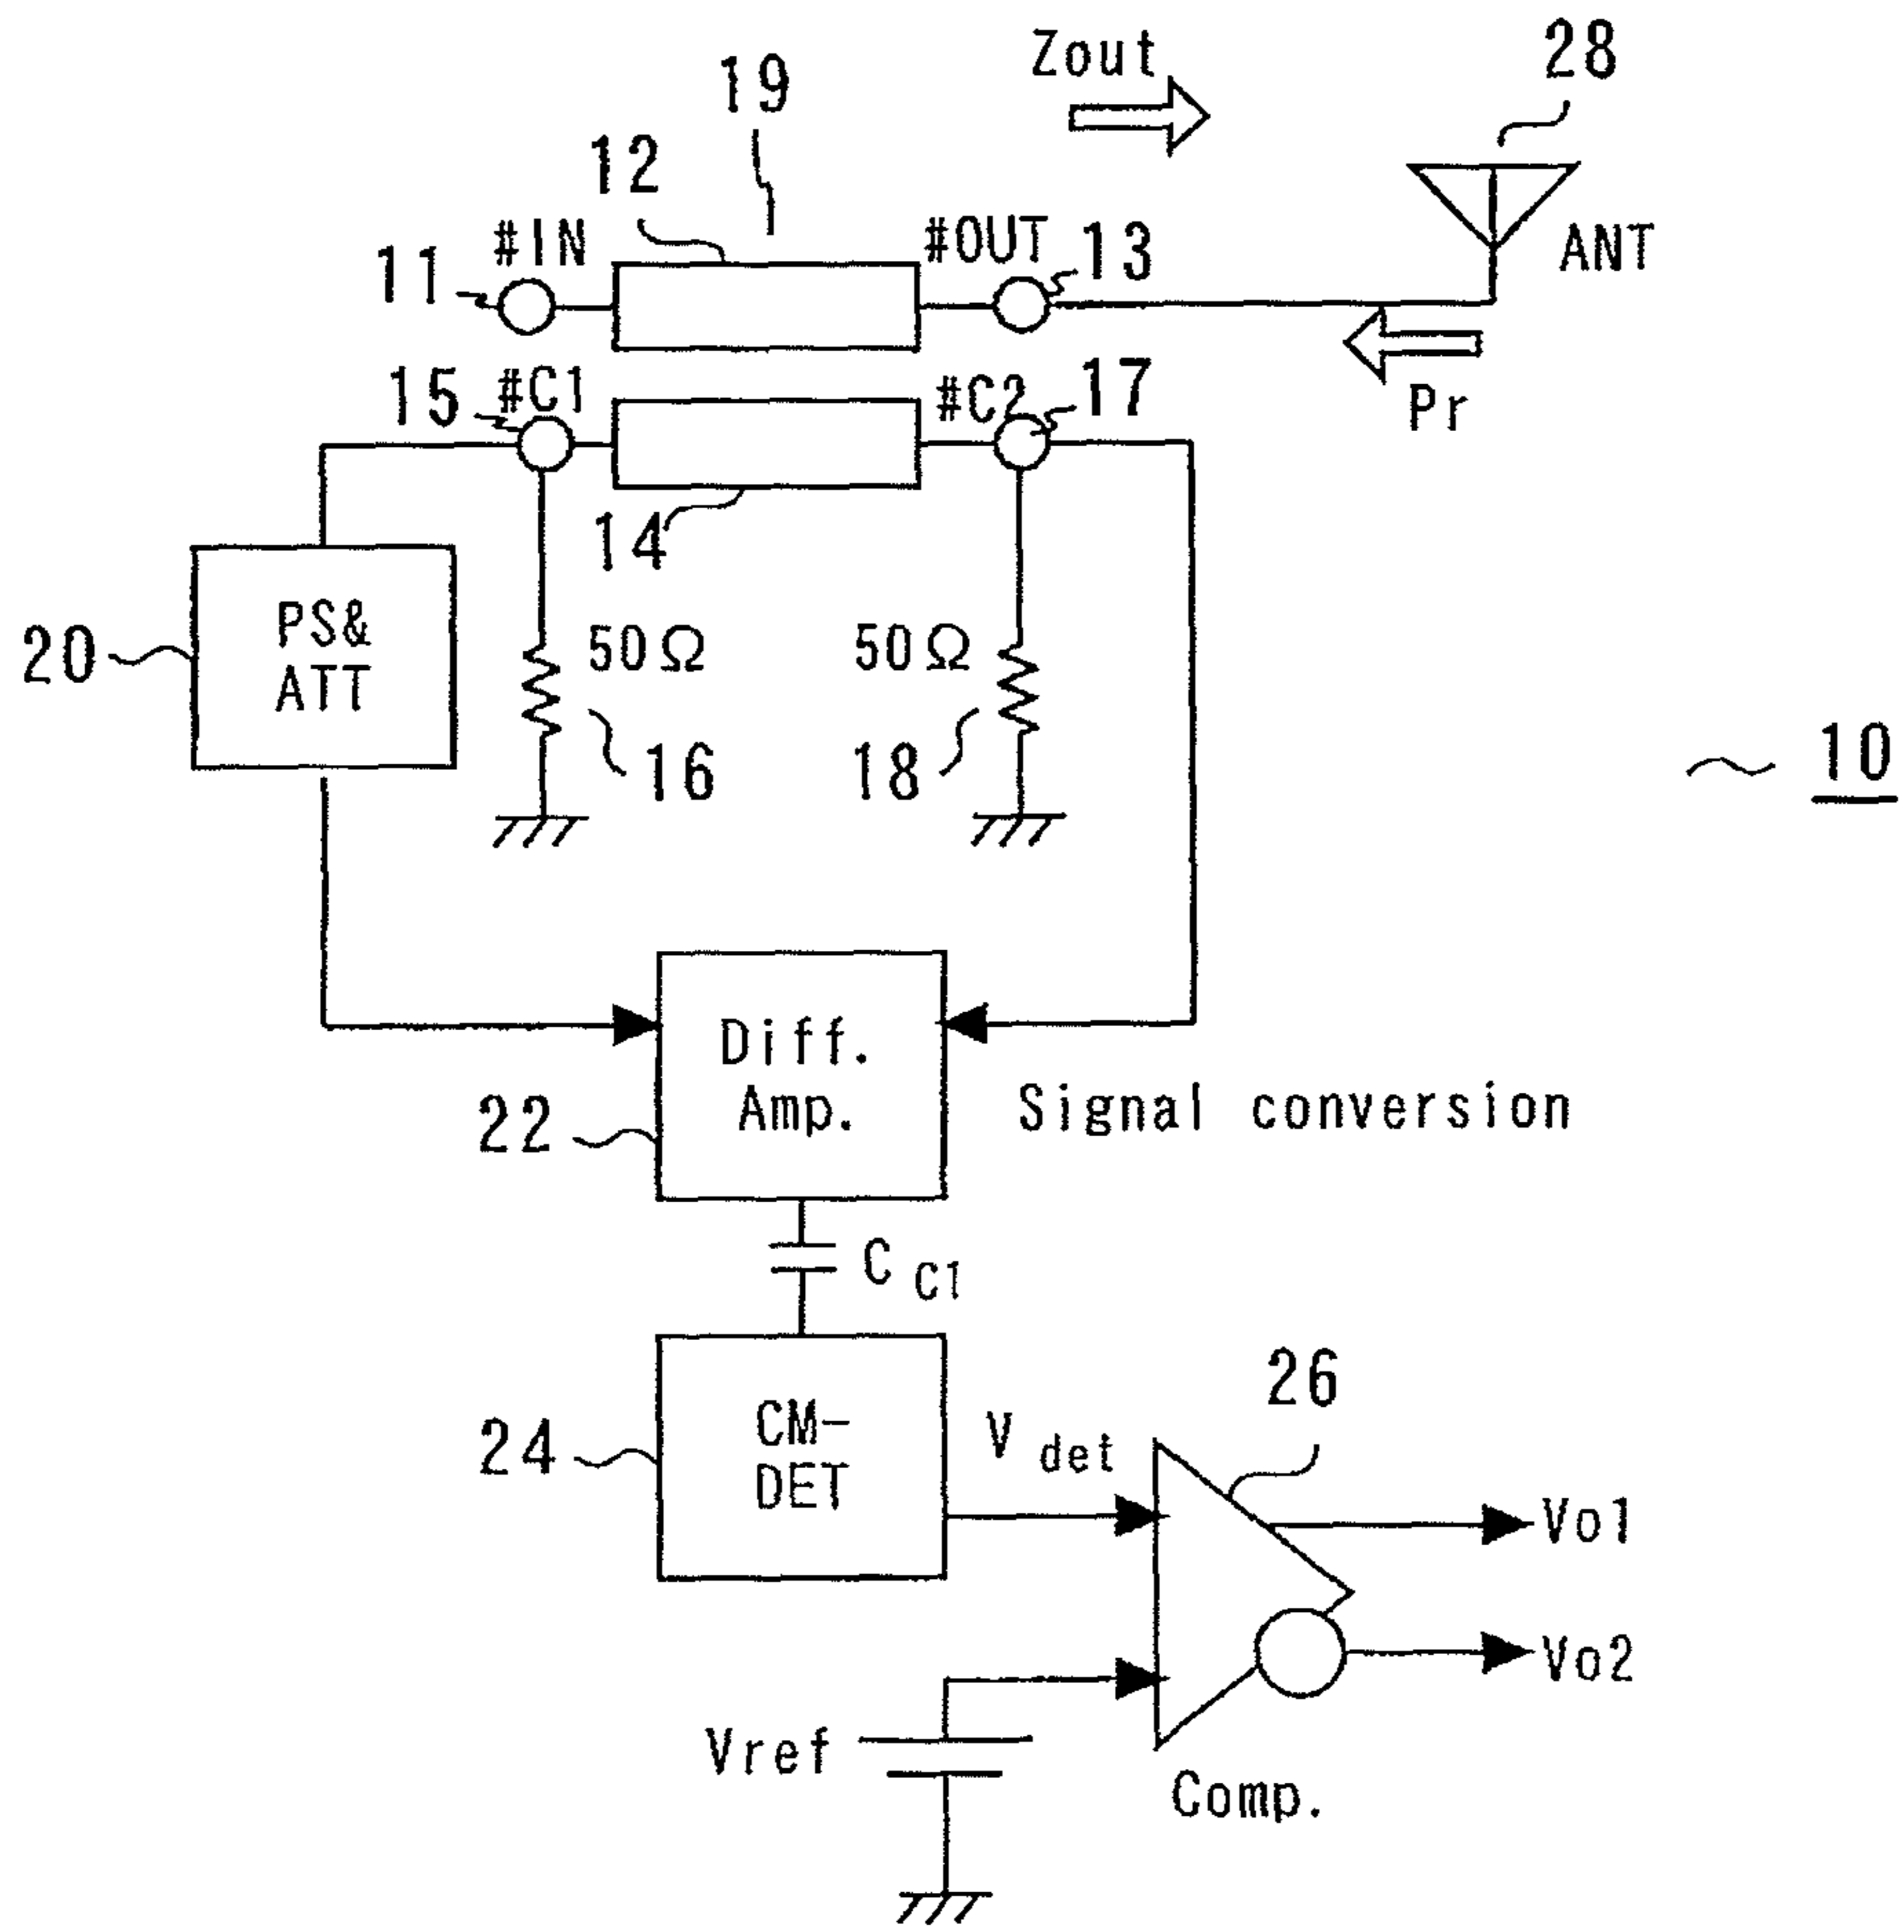 Zout
28
19
12
#IN
#OUT
13
11
ANT
15
#C1
#C2
17
Pr
14
PS&
ATT
20
50Ω
50Ω
16
18
10
Diff.
Amp.
22
Signal conversion
C C1
26
CM-
DET
24
V det
Vo1
Vo2
Vref
Comp.